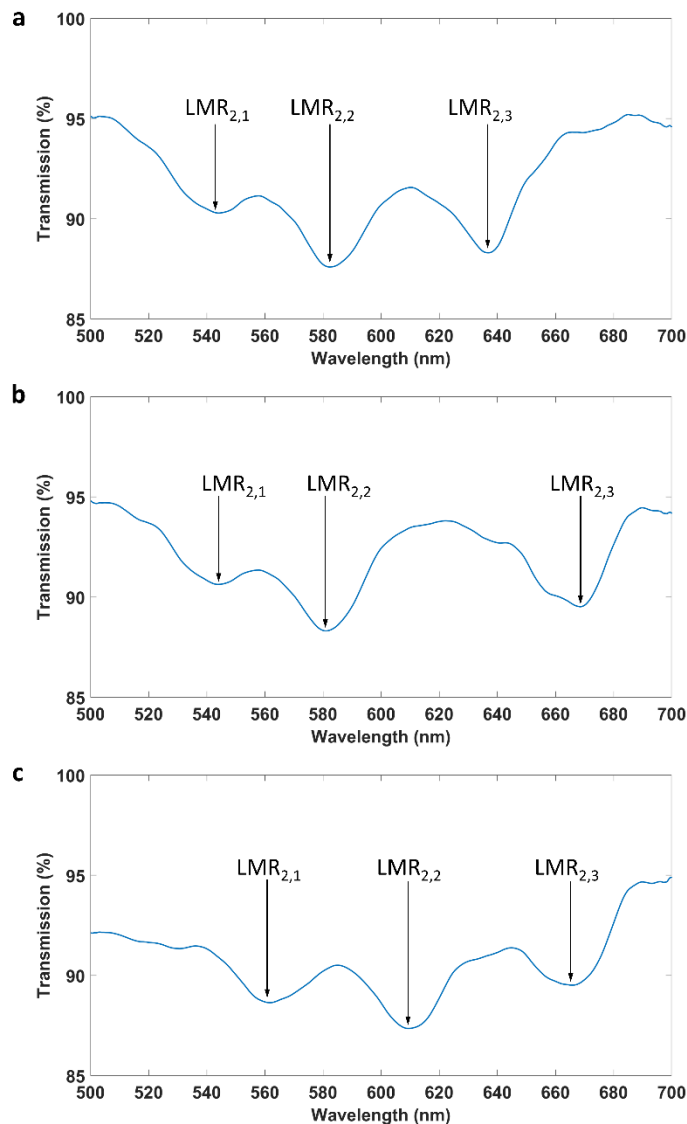 a
100
95
90
85
Transmission (%)
LMR2,1 LMR2,2 LMR2,3
500 520 540 560 580 600 620 640 660 680 700
Wavelength (nm)
b
100
95
90
85
Transmission (%)
LMR2,1 LMR2,2 LMR2,3
500 520 540 560 580 600 620 640 660 680 700
Wavelength (nm)
c
100
95
90
85
Transmission (%)
LMR2,1 LMR2,2 LMR2,3
500 520 540 560 580 600 620 640 660 680 700
Wavelength (nm)